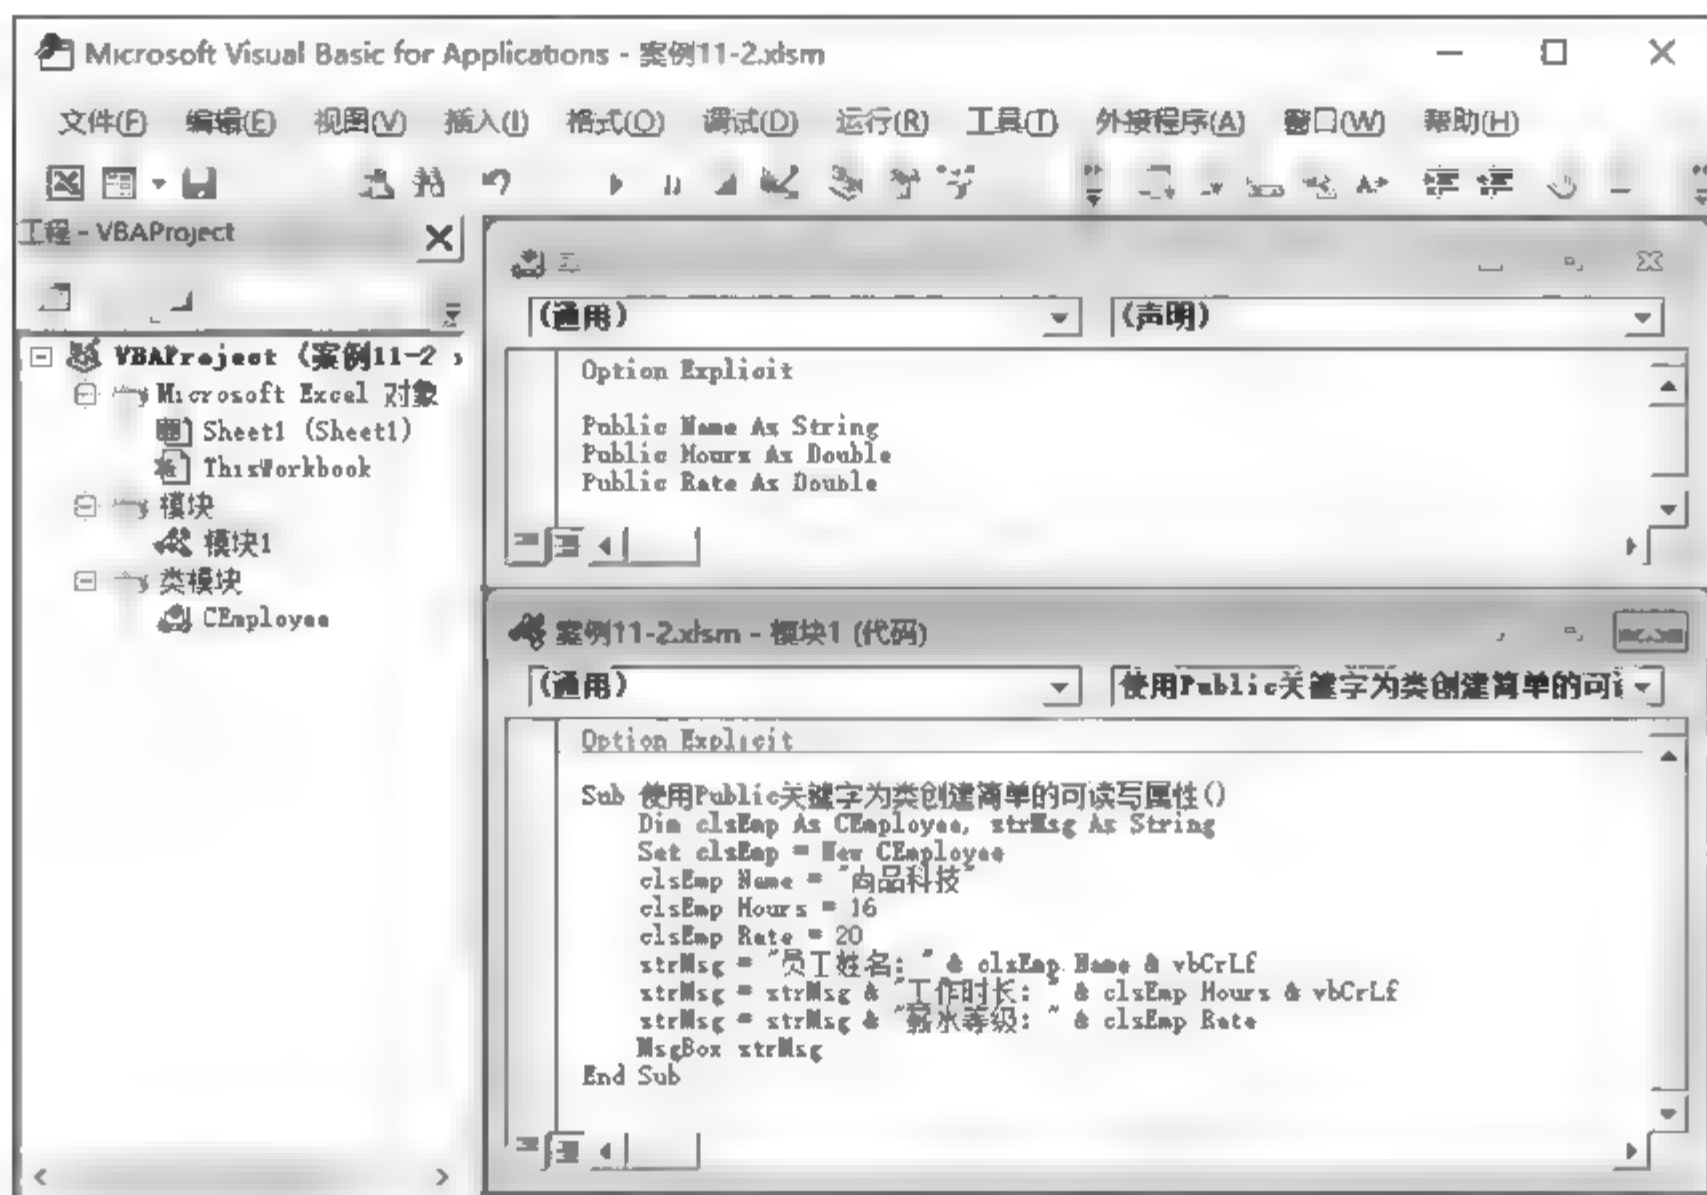 Microsoft Visual Basic for Applications - 案例11-2.xlsm
文件(F) 编辑(E) 视图(V) 插入(I) 格式(O) 调试(D) 运行(R) 工具(T) 外接程序(A) 窗口(W) 帮助(H)
工程 - VBAProject
VBAProject (案例11-2
Microsoft Excel 对象
Sheet1 (Sheet1)
ThisWorkbook
模块
模块1
类模块
CEmployee
(通用) (声明)
Option Explicit
Public Name As String
Public Hours As Double
Public Rate As Double
案例11-2.xlsm - 模块1 (代码)
(通用) 使用Public关键字为类创建简单的可
Option Explicit
Sub 使用Public关键字为类创建简单的可读写属性()
Dim clsEmp As CEmployee, strMsg As String
Set clsEmp = New CEmployee
clsEmp.Name = "尚品科技"
clsEmp.Hours = 16
clsEmp.Rate = 20
strMsg = "员工姓名: " & clsEmp.Name & vbCrLf
strMsg = strMsg & "工作时长: " & clsEmp.Hours & vbCrLf
strMsg = strMsg & "薪水等级: " & clsEmp.Rate
MsgBox strMsg
End Sub